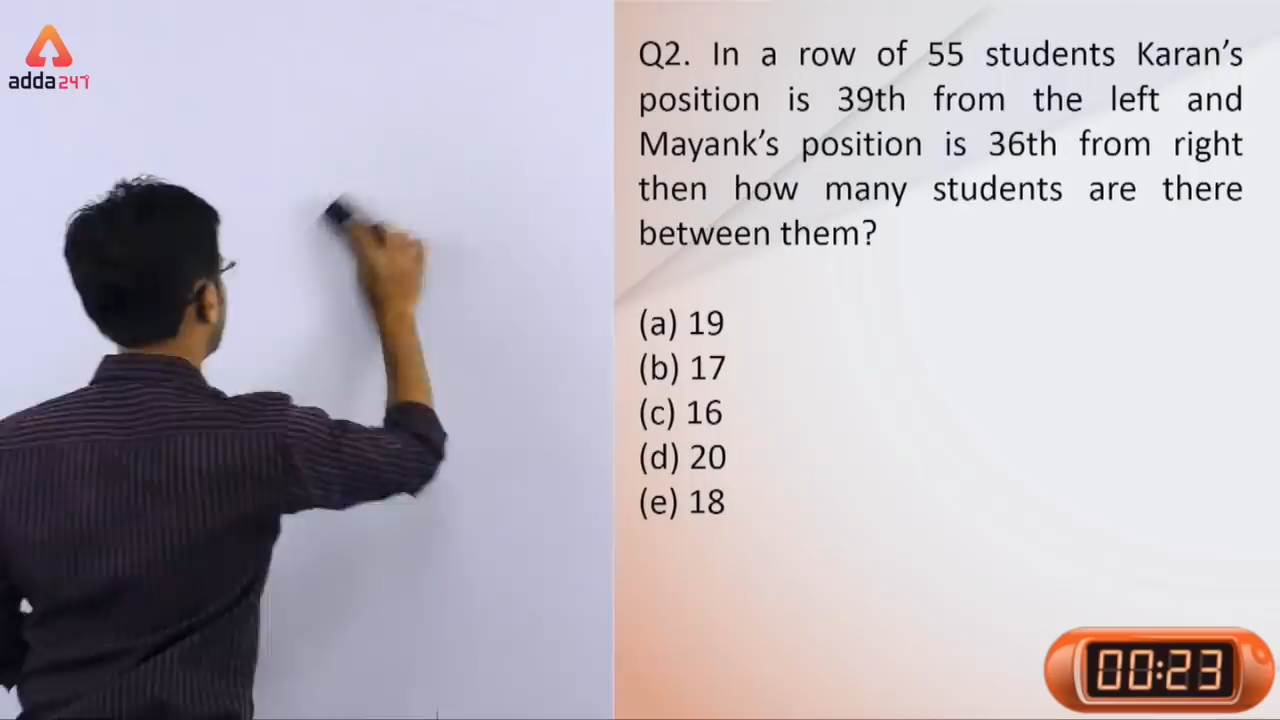 adda247
Q2. In a row of 55 students Karan’s
position is 39th from the left and
Mayank’s position is 36th from right
then how many students are there
between them?
(a) 19
(b) 17
(c) 16
(d) 20
(e) 18
00:23